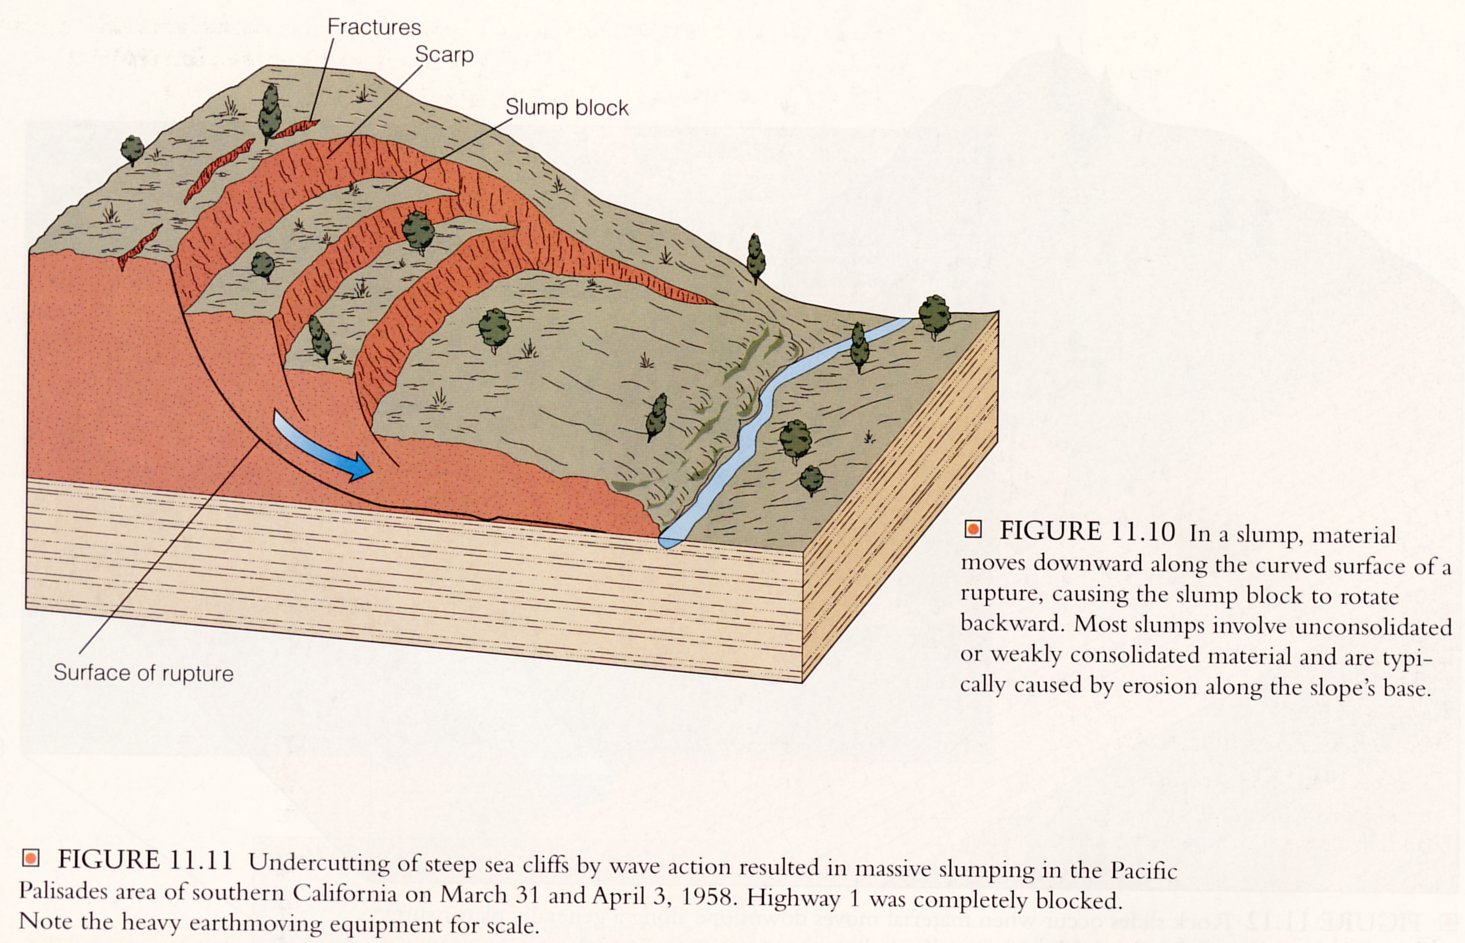 Fractures
Scarp
Slump block
Surface of rupture
FIGURE 11.10 In a slump, material
moves downward along the curved surface of a
rupture, causing the slump block to rotate
backward. Most slumps involve unconsolidated
or weakly consolidated material and are typi-
cally caused by erosion along the slope's base.
FIGURE 11.11 Undercutting of steep sea cliffs by wave action resulted in massive slumping in the Pacific
Palisades area of southern California on March 31 and April 3, 1958. Highway 1 was completely blocked.
Note the heavy earthmoving equipment for scale.